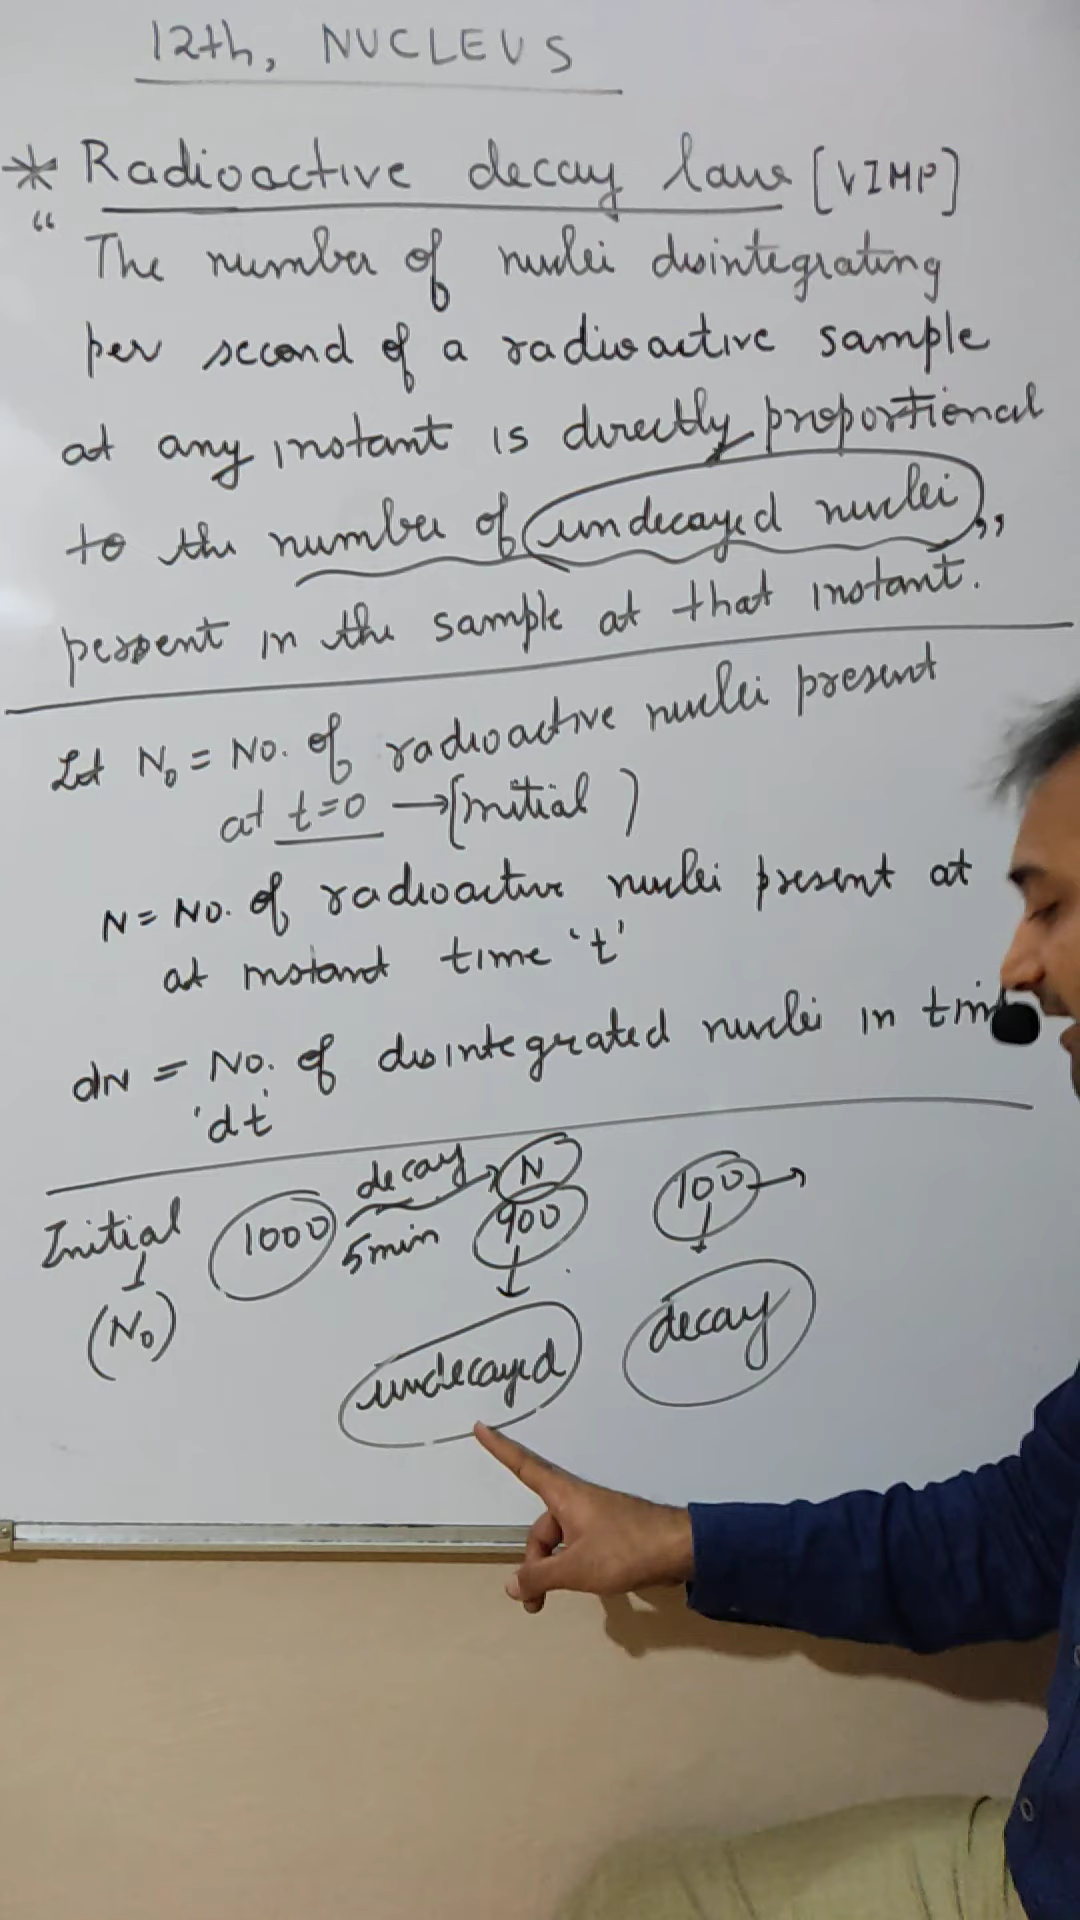 12th, NUCLEUS
* Radioactive decay law [VIMP]
" The number of nuclei disintegrating
per second of a radioactive sample
at any instant is directly proportional
to the number of undecayed nuclei "
present in the sample at that instant.
Let N₀ = No. of radioactive nuclei present
at t=0 → (initial)
N = No. of radioactive nuclei present at
at instant time 't'
dN = No. of disintegrated nuclei in time
'dt'
Initial 1000 decay → N 100 →
5min 900
(N₀) undecayed decay